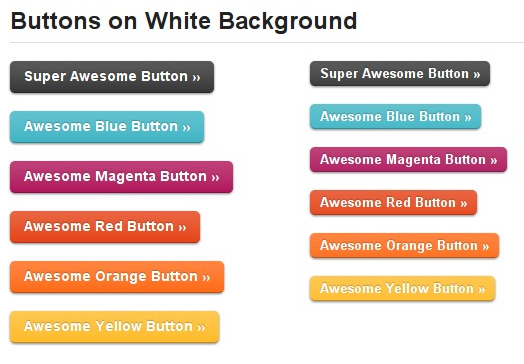 Buttons on White Background
Super Awesome Button ››
Awesome Blue Button ››
Awesome Magenta Button ››
Awesome Red Button ››
Awesome Orange Button ››
Awesome Yellow Button ››
Super Awesome Button »
Awesome Blue Button »
Awesome Magenta Button »
Awesome Red Button »
Awesome Orange Button »
Awesome Yellow Button »